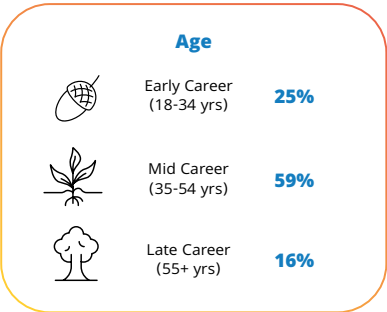 Age
Early Career
(18-34 yrs)
25%
Mid Career
(35-54 yrs)
59%
Late Career
(55+ yrs)
16%